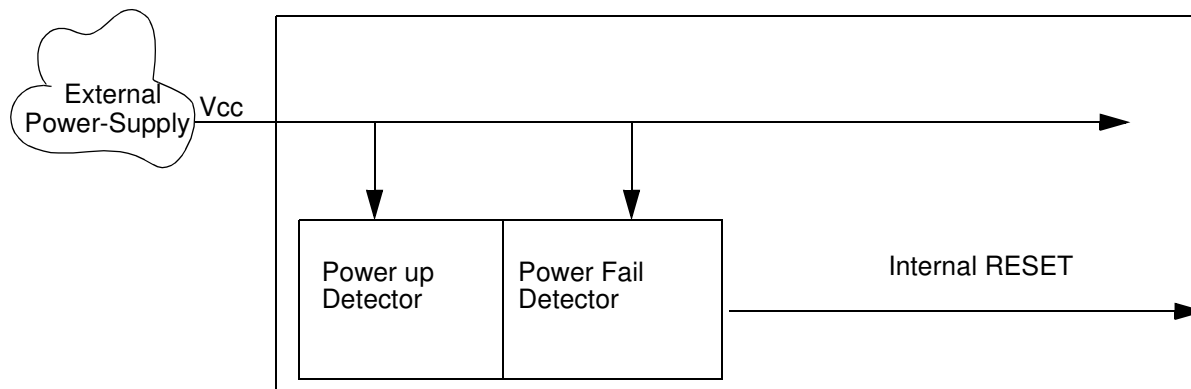 External
Power-Supply
Vcc
Power up
Detector
Power Fail
Detector
Internal RESET